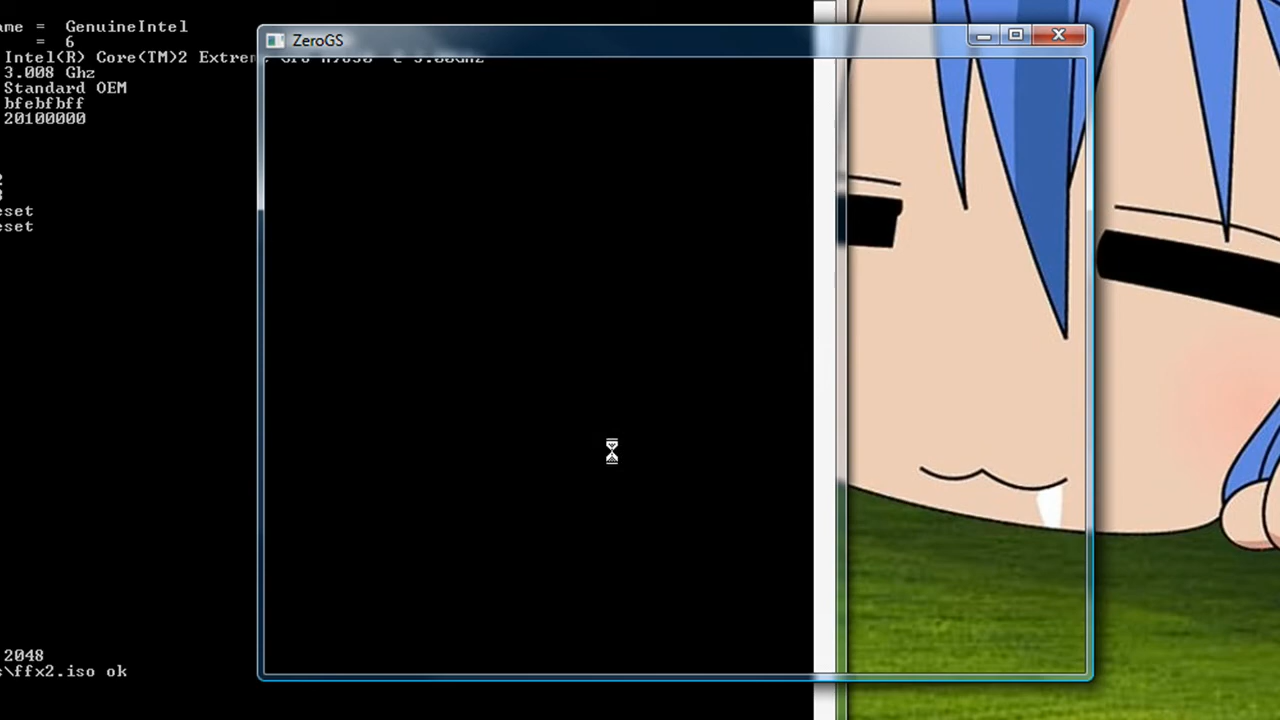 ame = GenuineIntel
= 6
Intel(R) Core(TM)2 Extrem
3.008 Ghz
Standard OEM
bfebfbff
20100000
eset
eset
2048
s\ffx2.iso ok
ZeroGS